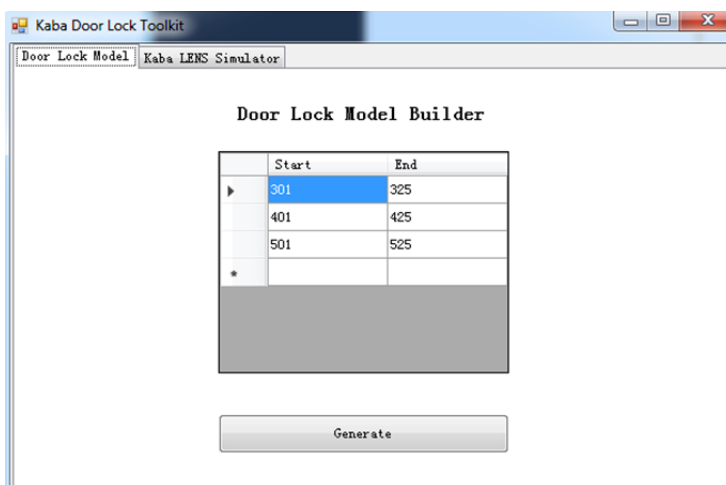 Kaba Door Lock Toolkit
Door Lock Model Kaba LENS Simulator
Door Lock Model Builder
Start End
301 325
401 425
501 525
*
Generate